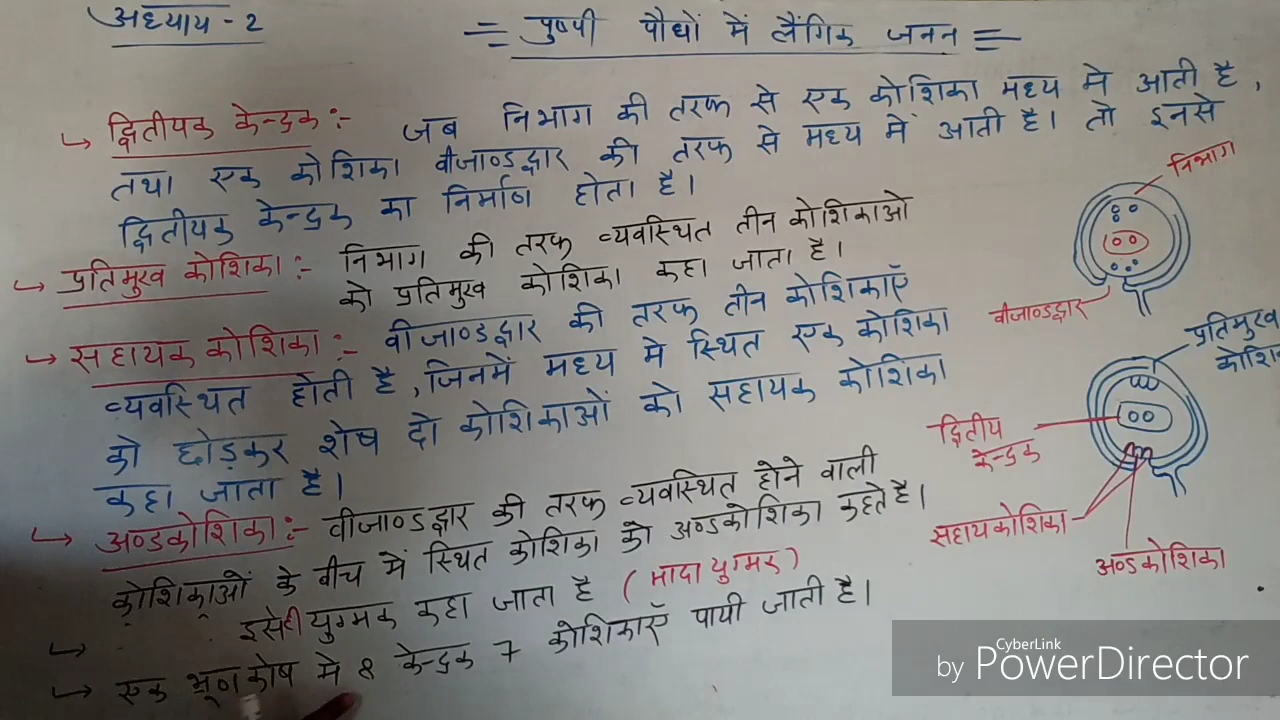 अध्याय - 2
= पुष्पी पौधों में लैंगिक जनन =
↳ द्वितीयक केन्द्रक :- जब निभाग की तरफ से एक कोशिका मध्य मे आती है,
तथा एक कोशिका बीजाण्डद्वार की तरफ से मध्य में आती है। तो इनसे
द्वितीयक केन्द्रक का निर्माण होता है।
↳ प्रतिमुख कोशिका :- निभाग की तरफ व्यवस्थित तीन कोशिकाओ
को प्रतिमुख कोशिका कहा जाता है।
↳ सहायक कोशिका :- बीजाण्डद्वार की तरफ तीन कोशिकाएँ
व्यवस्थित होती है, जिनमें मध्य मे स्थित एक कोशिका
को छोड़कर शेष दो कोशिकाओं को सहायक कोशिका
कहा जाता है।
↳ अण्डकोशिका :- बीजाण्डद्वार की तरफ व्यवस्थित होने वाली
कोशिकाओं के बीच में स्थित कोशिका को अण्डकोशिका कहते है।
↳ इसेही युग्मक कहा जाता है (मादा युग्मक)
↳ एक भ्रूणकोष मे 8 केन्द्रक 7 कोशिकाएँ पायी जाती है।
निभाग
बीजाण्डद्वार
प्रतिमुख
कोशि
द्वितीय
केन्द्रक
सहायकोशिका
अण्डकोशिका
CyberLink
by PowerDirector